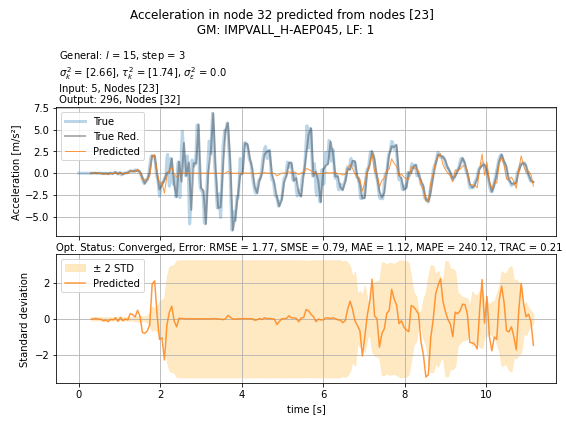 Acceleration in node 32 predicted from nodes [23]
GM: IMPVALL_H-AEP045, LF: 1
General: l = 15, step = 3
σ_k^2 = [2.66], τ_k^2 = [1.74], σ_ε^2 = 0.0
Input: 5, Nodes [23]
Output: 296, Nodes [32]
7.5
5.0
2.5
0.0
−2.5
−5.0
Acceleration [m/s²]
True
True Red.
Predicted
Opt. Status: Converged, Error: RMSE = 1.77, SMSE = 0.79, MAE = 1.12, MAPE = 240.12, TRAC = 0.21
2
0
−2
Standard deviation
± 2 STD
Predicted
0 2 4 6 8 10
time [s]